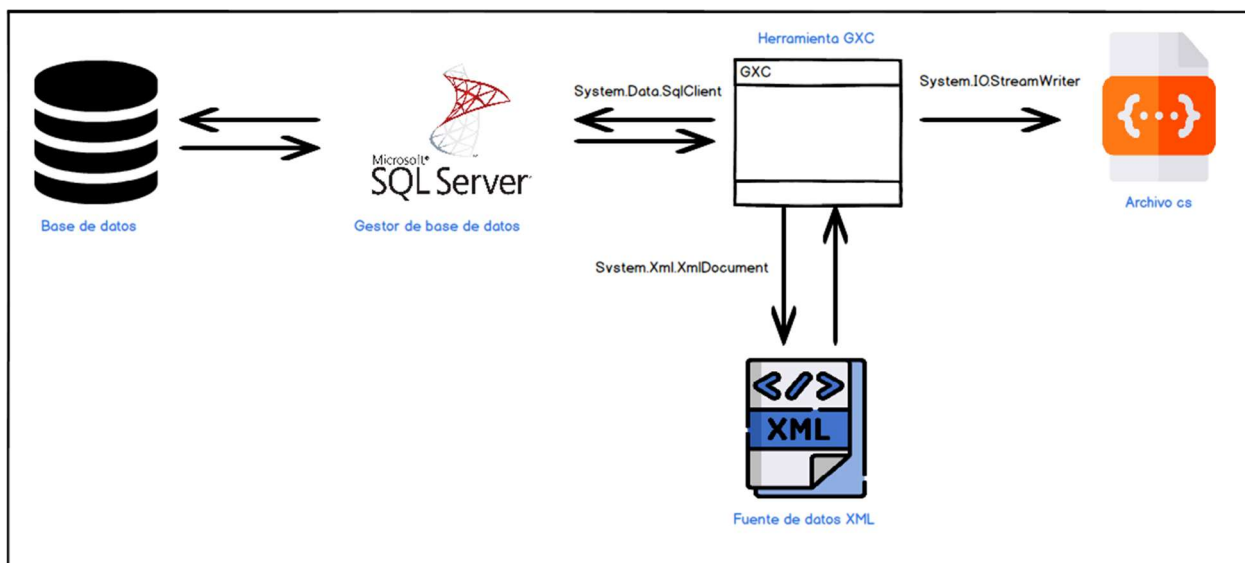 Herramienta GXC
GXC
System.Data.SqlClient
System.IOStreamWriter
Microsoft®
SQL Server
Base de datos
Gestor de base de datos
Archivo cs
System.Xml.XmlDocument
</>
XML
Fuente de datos XML
{...}